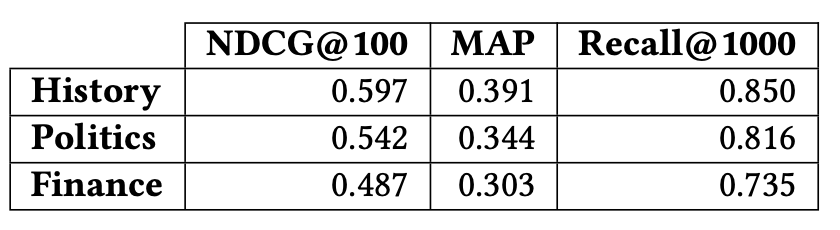 NDCG@100 MAP Recall@1000
History 0.597 0.391 0.850
Politics 0.542 0.344 0.816
Finance 0.487 0.303 0.735